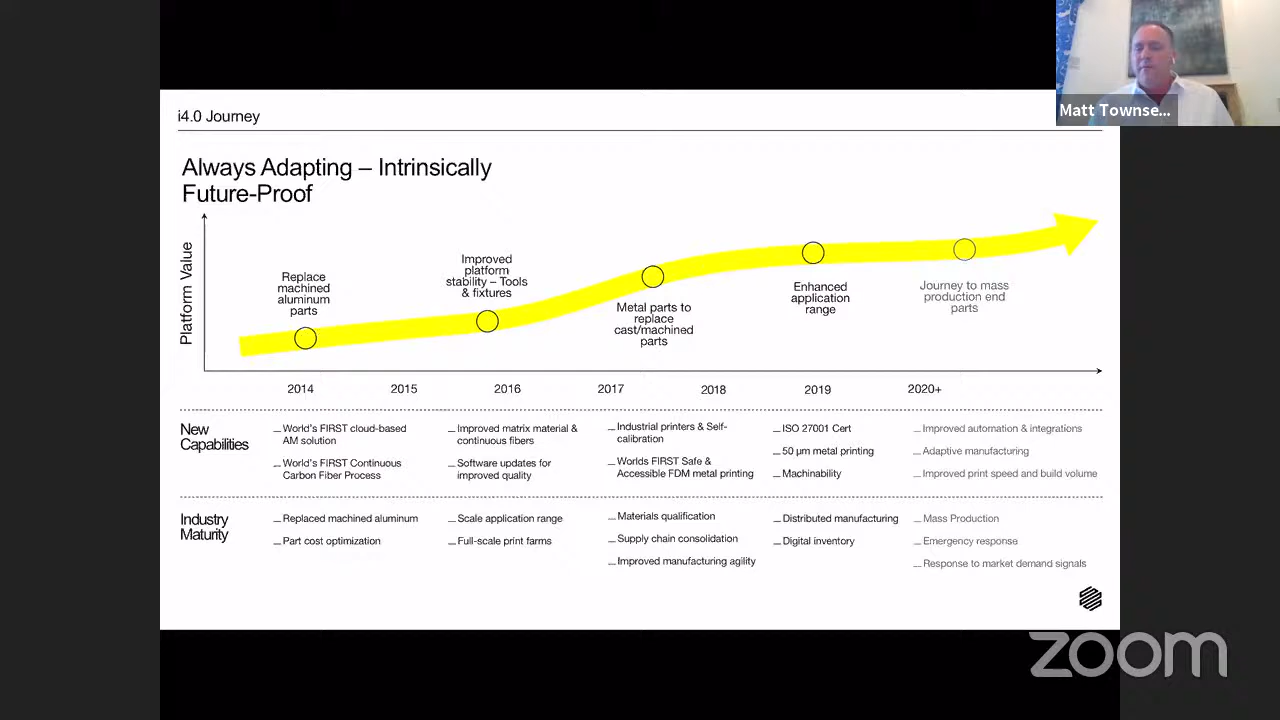 Matt Townse...
i4.0 Journey
Always Adapting – Intrinsically
Future-Proof
Platform Value
Replace
machined
aluminum
parts
Improved
platform
stability – Tools
& fixtures
Metal parts to
replace
cast/machined
parts
Enhanced
application
range
Journey to mass
production end
parts
2014
2015
2016
2017
2018
2019
2020+
New
Capabilities
World's FIRST cloud-based
AM solution
World's FIRST Continuous
Carbon Fiber Process
Improved matrix material &
continuous fibers
Software updates for
improved quality
Industrial printers & Self-
calibration
Worlds FIRST Safe &
Accessible FDM metal printing
ISO 27001 Cert
50 µm metal printing
Machinability
Improved automation & integrations
Adaptive manufacturing
Improved print speed and build volume
Industry
Maturity
Replaced machined aluminum
Part cost optimization
Scale application range
Full-scale print farms
Materials qualification
Supply chain consolidation
Improved manufacturing agility
Distributed manufacturing
Digital inventory
Mass Production
Emergency response
Response to market demand signals
zoom